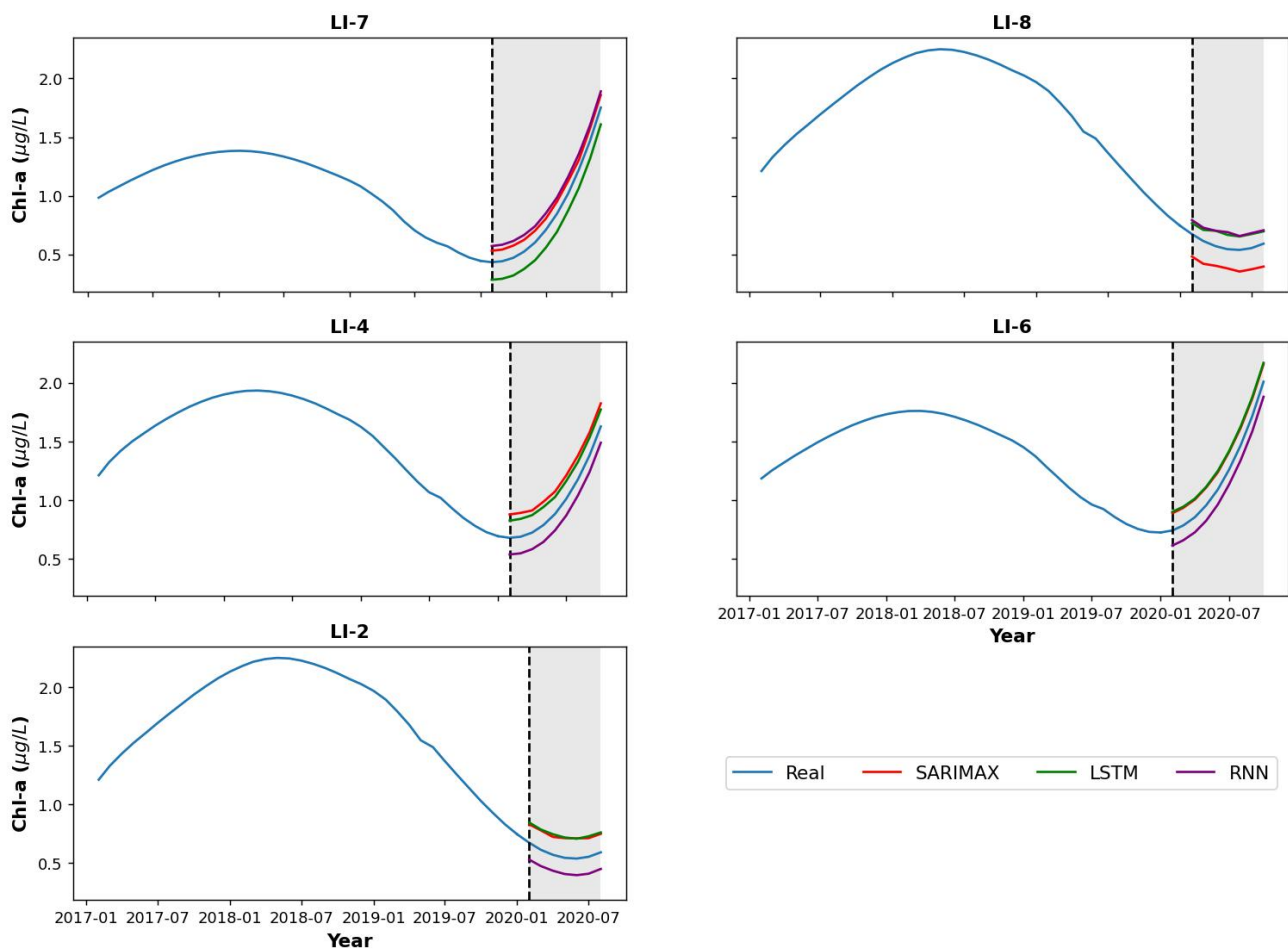 LI-7
LI-8
Chl-a (μg/L)
2.0
1.5
1.0
0.5
LI-4
LI-6
Chl-a (μg/L)
2.0
1.5
1.0
0.5
2017-01 2017-07 2018-01 2018-07 2019-01 2019-07 2020-01 2020-07
Year
LI-2
Chl-a (μg/L)
2.0
1.5
1.0
0.5
2017-01 2017-07 2018-01 2018-07 2019-01 2019-07 2020-01 2020-07
Year
Real SARIMAX LSTM RNN